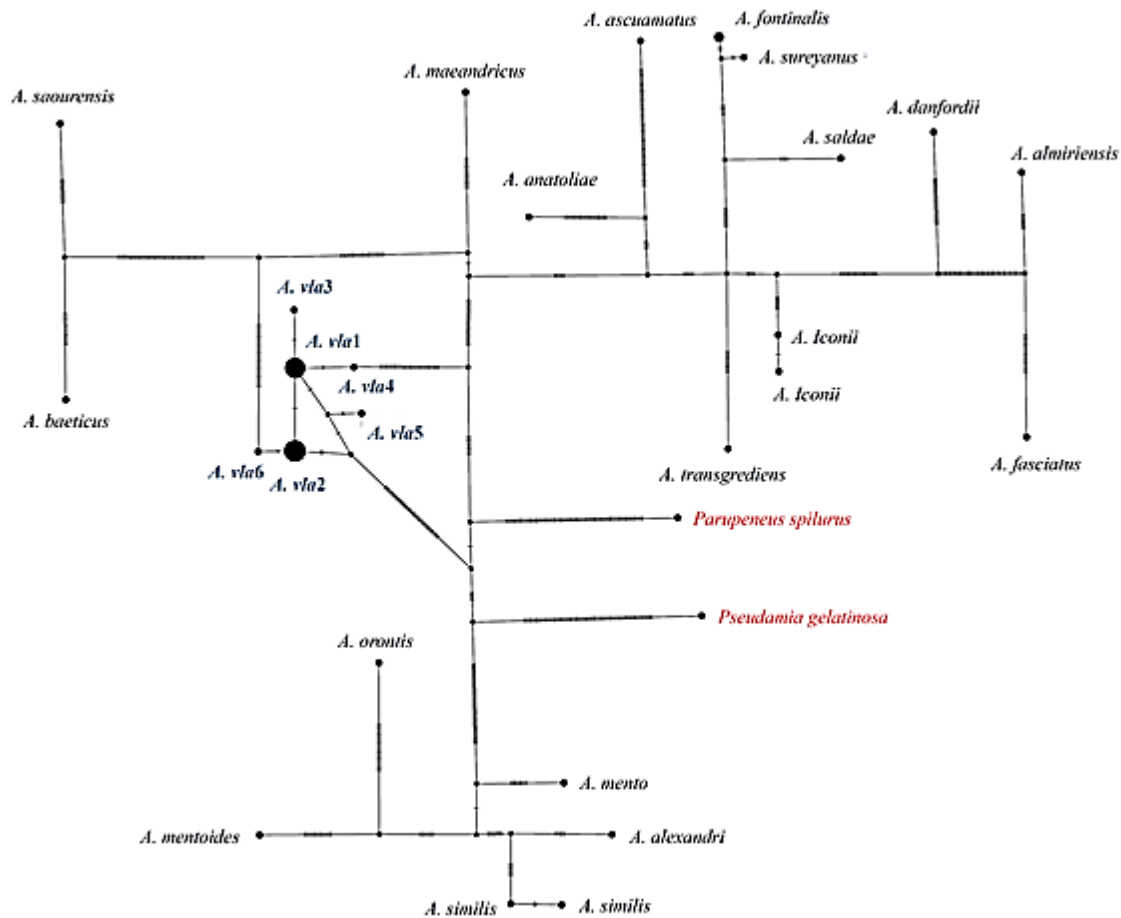 A. ascuamatus
A. fontinalis
A. sureyanus
A. maeandricus
A. saourensis
A. danfordii
A. saldae
A. almiriensis
A. anatoliae
A. vla3
A. vla1
A. Iconii
A. vla4
A. Iconii
A. baeticus
A. vla5
A. vla6
A. vla2
A. transgrediens
A. fasciatus
Parupeneus spilurus
Pseudamia gelatinosa
A. orontis
A. mento
A. mentoides
A. alexandri
A. similis
A. similis